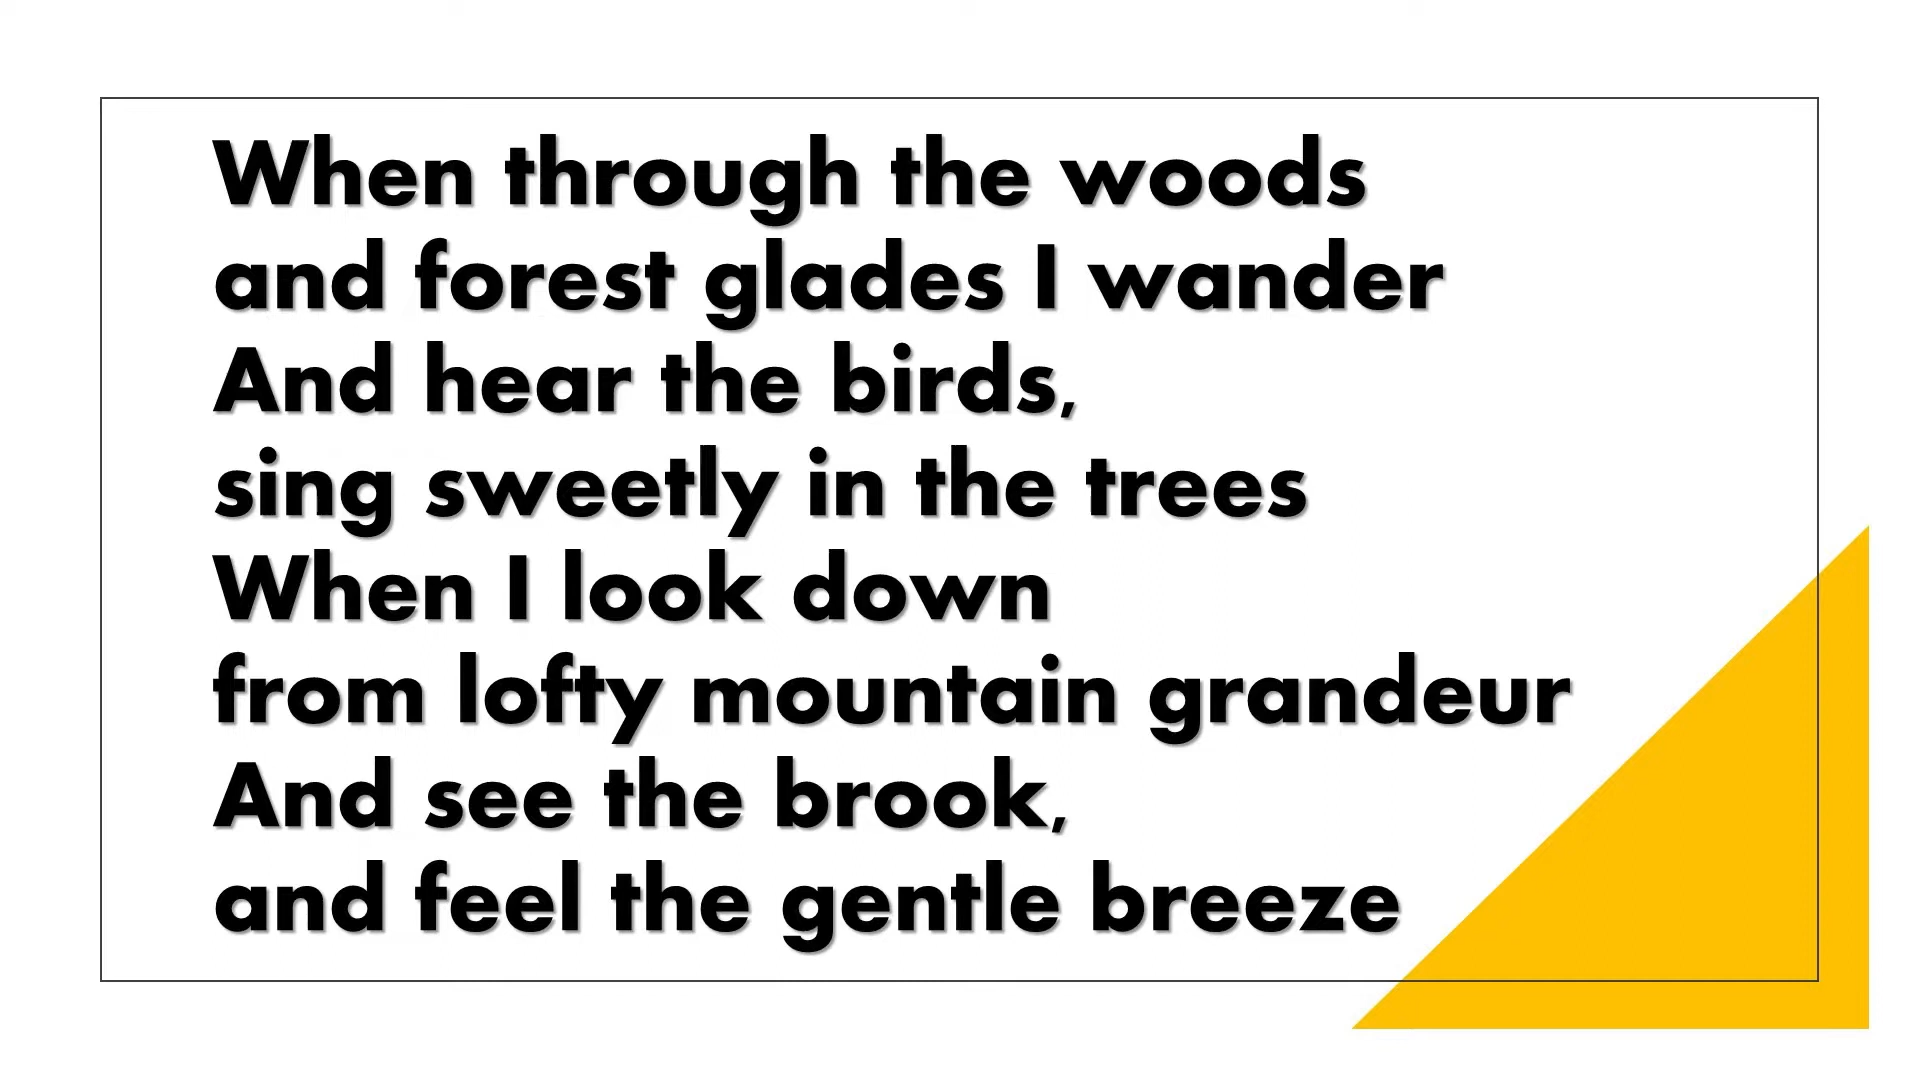 When through the woods
and forest glades I wander
And hear the birds,
sing sweetly in the trees
When I look down
from lofty mountain grandeur
And see the brook,
and feel the gentle breeze